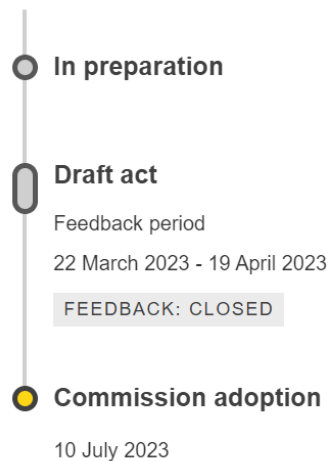 In preparation
Draft act
Feedback period
22 March 2023 - 19 April 2023
FEEDBACK: CLOSED
Commission adoption
10 July 2023